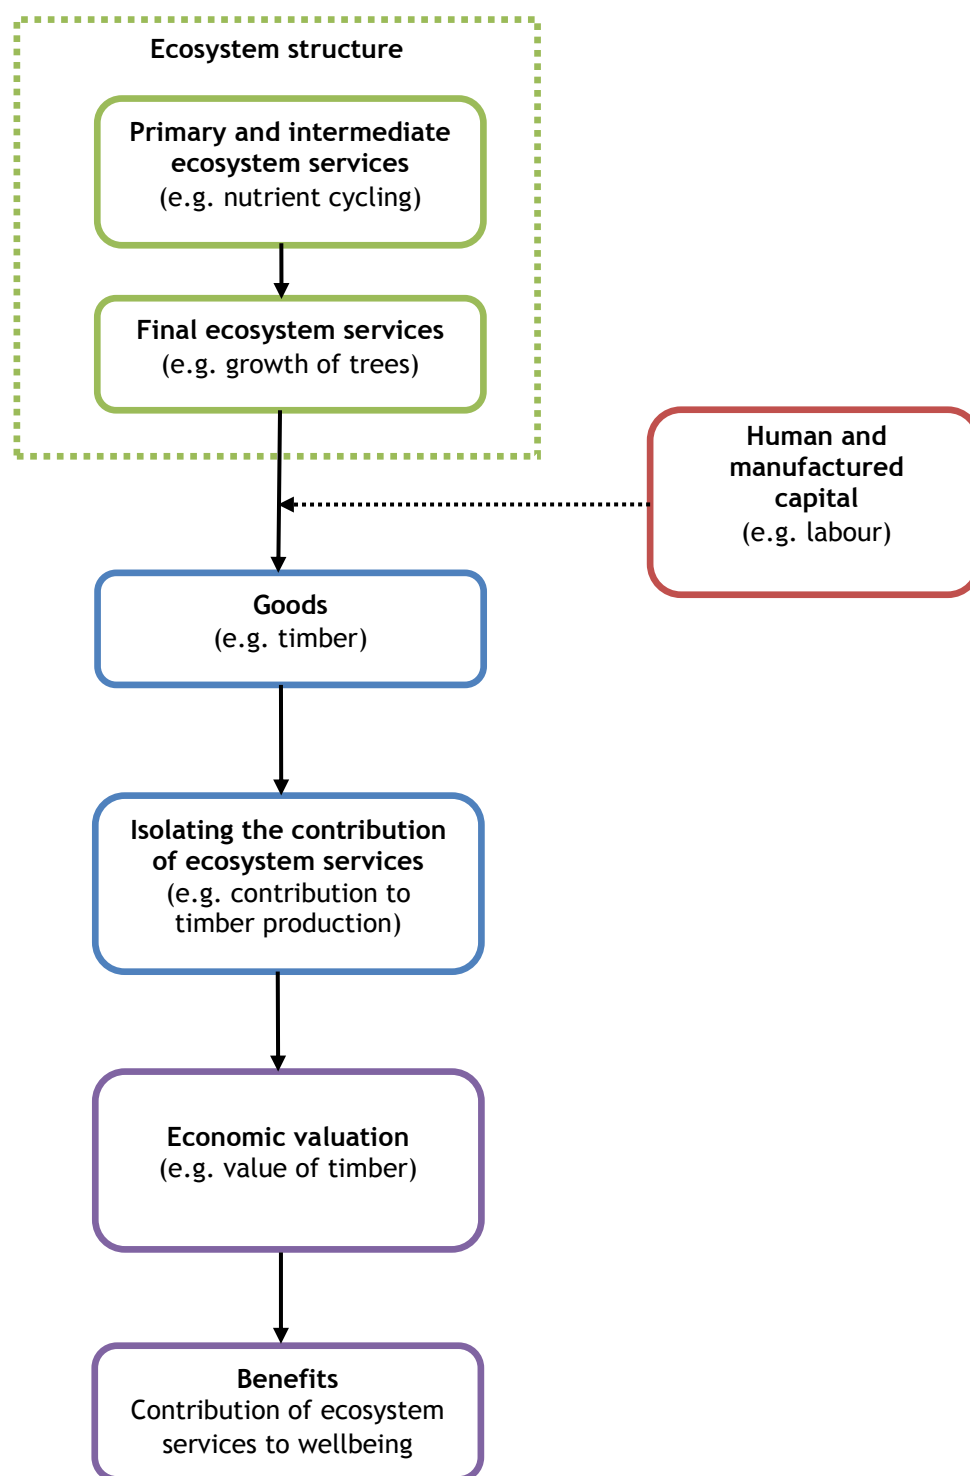 Ecosystem structure
Primary and intermediate
ecosystem services
(e.g. nutrient cycling)
Final ecosystem services
(e.g. growth of trees)
Human and
manufactured
capital
(e.g. labour)
Goods
(e.g. timber)
Isolating the contribution
of ecosystem services
(e.g. contribution to
timber production)
Economic valuation
(e.g. value of timber)
Benefits
Contribution of ecosystem
services to wellbeing